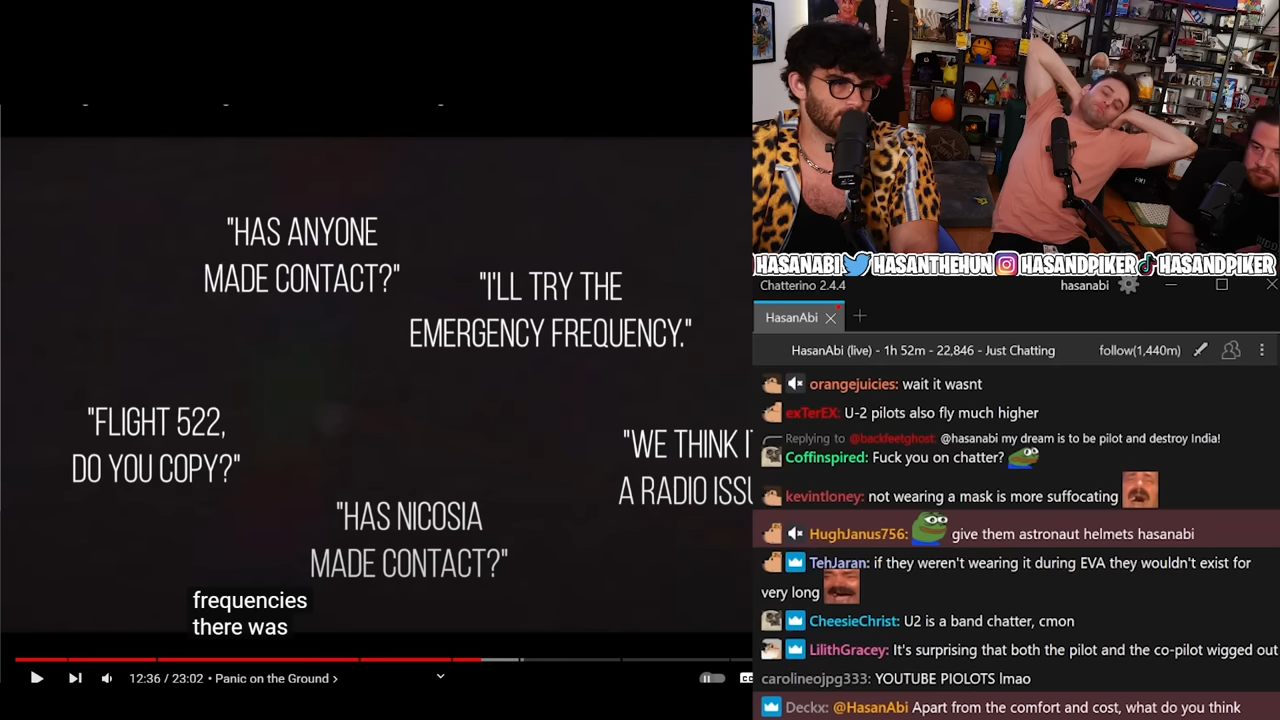 "HAS ANYONE
MADE CONTACT?"
"I'LL TRY THE
EMERGENCY FREQUENCY."
"FLIGHT 522,
DO YOU COPY?"
"WE THINK
A RADIO
"HAS NICOSIA
MADE CONTACT?"
frequencies
there was
12:36 / 23:02 • Panic on the Ground ›
HASANABI HASANTHEHUN HASANDPIKER HASANDPIKER
Chatterino 2.4.4 hasanabi
HasanAbi
HasanAbi (live) - 1h 52m - 22,846 - Just Chatting follow(1,440m)
orangejuicies: wait it wasnt
exTerEX: U-2 pilots also fly much higher
Replying to @backfeetghost: @hasanabi my dream is to be pilot and destroy India!
Coffinspired: Fuck you on chatter?
kevintloney: not wearing a mask is more suffocating
HughJanus756: give them astronaut helmets hasanabi
TehJaran: if they weren't wearing it during EVA they wouldn't exist for
very long
CheesieChrist: U2 is a band chatter, cmon
LilithGracey: It's surprising that both the pilot and the co-pilot wigged out
carolineojpg333: YOUTUBE PIOLOTS lmao
Deckx: @HasanAbi Apart from the comfort and cost, what do you think